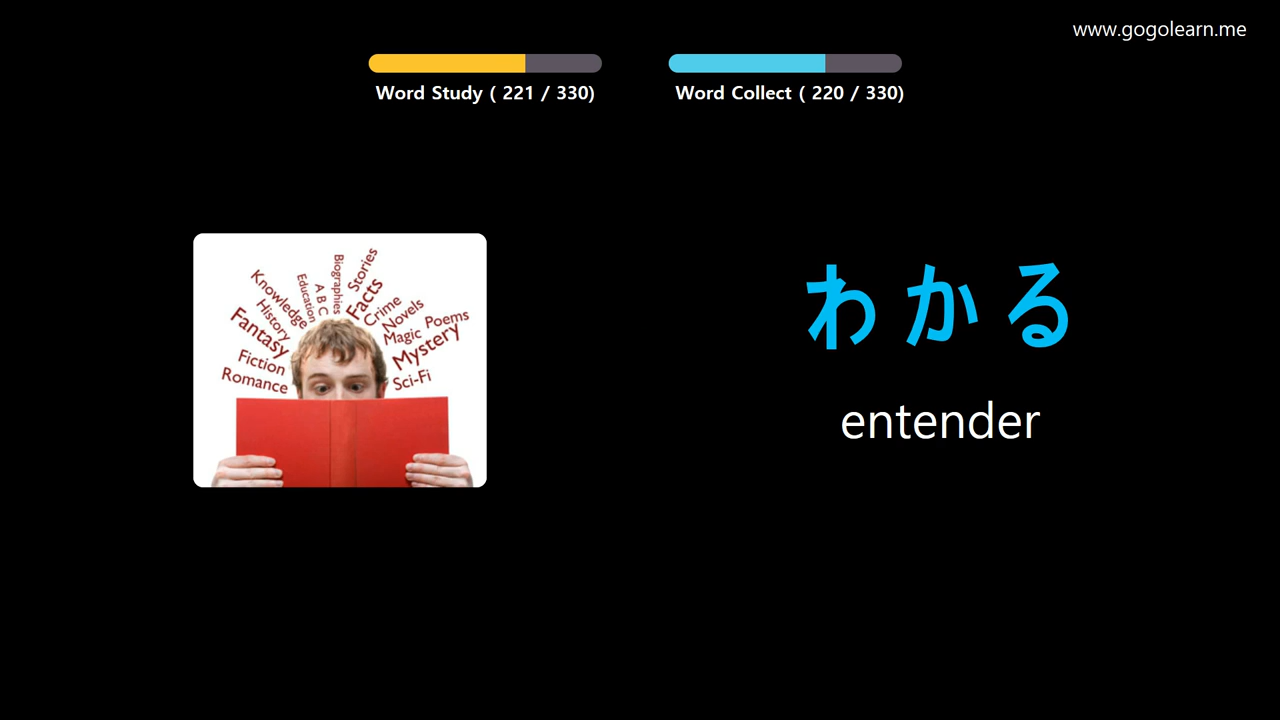 www.gogolearn.me
Word Study ( 221 / 330)
Word Collect ( 220 / 330)
Biographies
Stories
Knowledge
Education
A B C
Facts
History
Crime
Novels
Fantasy
Magic
Poems
Mystery
Fiction
Romance
Sci-Fi
わかる
entender